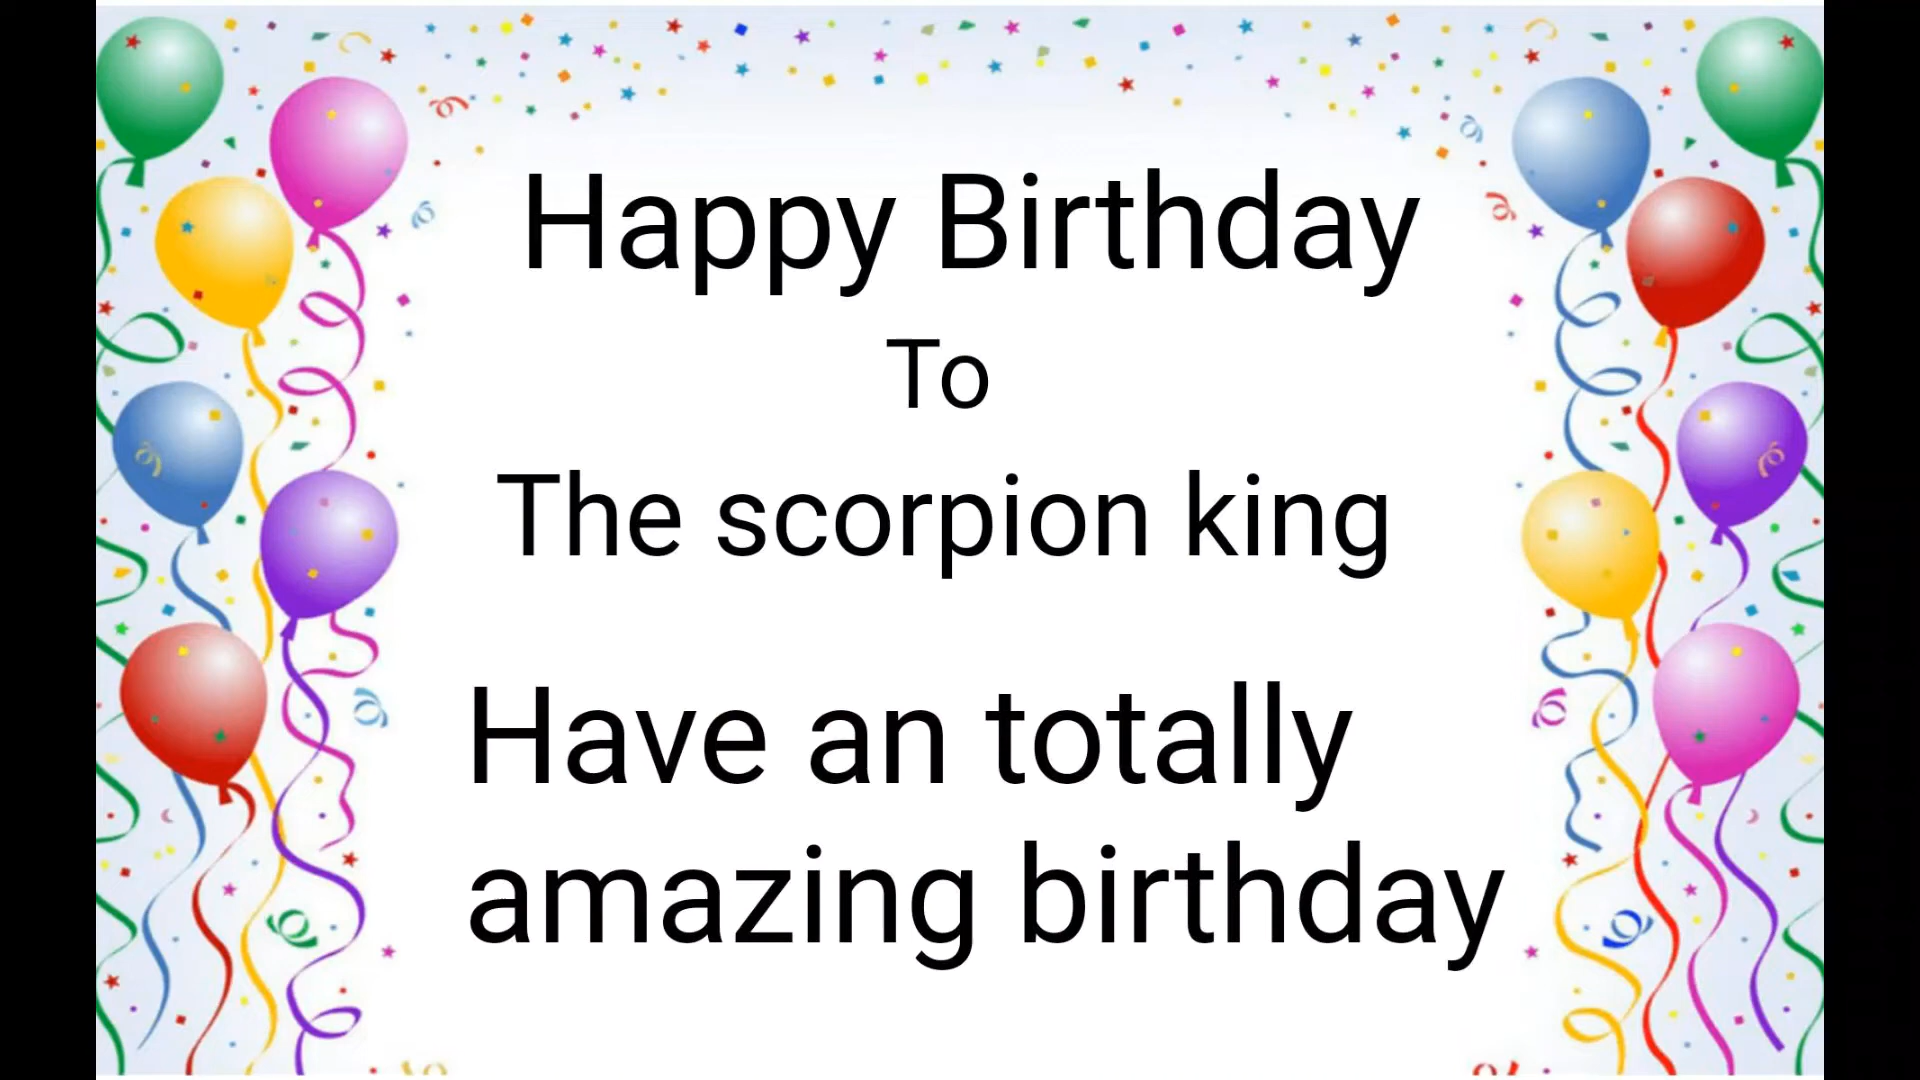 Happy Birthday
To
The scorpion king
Have an totally
amazing birthday